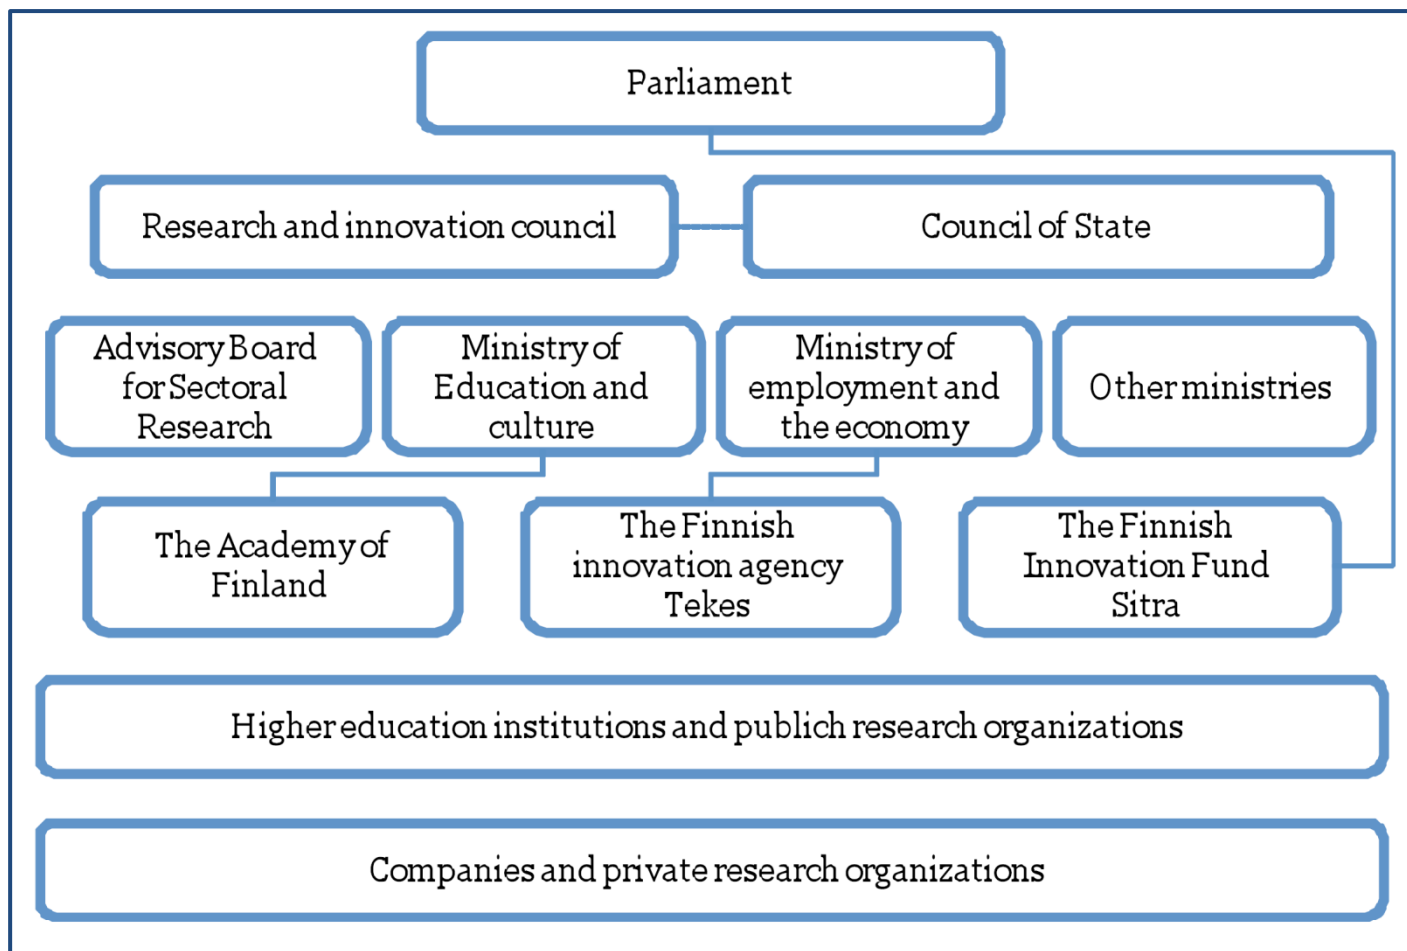 Parliament
Research and innovation council
Council of State
Advisory Board
for Sectoral
Research
Ministry of
Education and
culture
Ministry of
employment and
the economy
Other ministries
The Academy of
Finland
The Finnish
innovation agency
Tekes
The Finnish
Innovation Fund
Sitra
Higher education institutions and publich research organizations
Companies and private research organizations